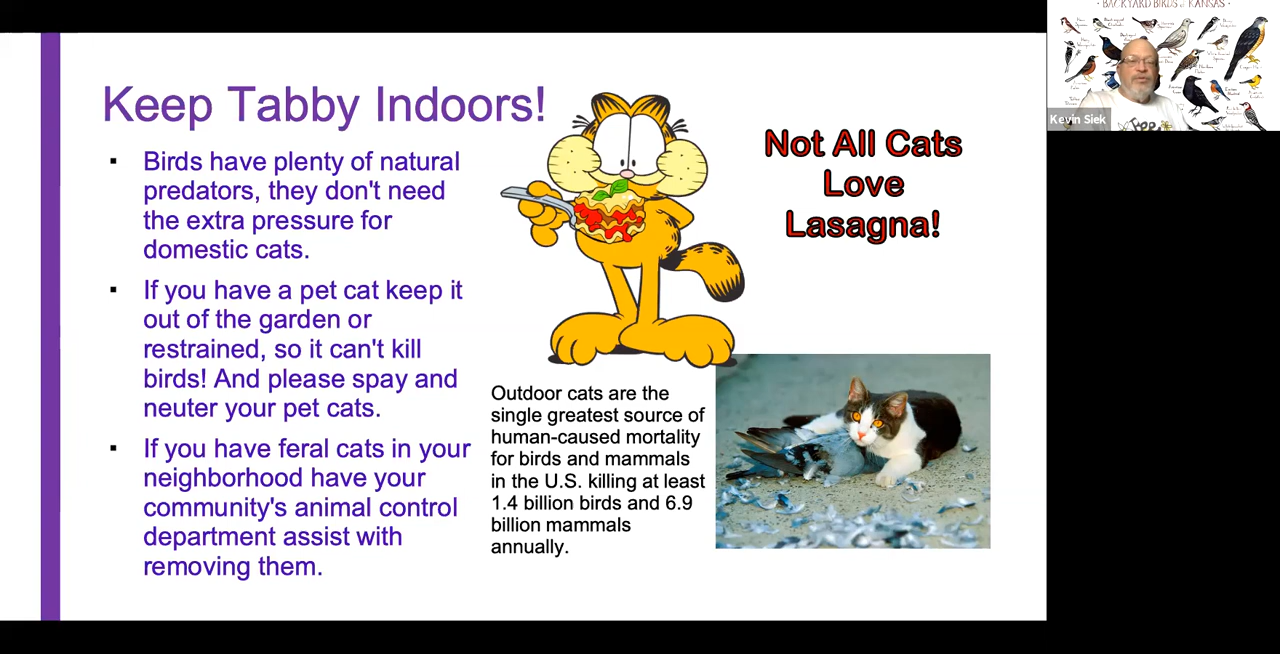 Keep Tabby Indoors!
▪ Birds have plenty of natural
predators, they don't need
the extra pressure for
domestic cats.
▪ If you have a pet cat keep it
out of the garden or
restrained, so it can't kill
birds! And please spay and
neuter your pet cats.
▪ If you have feral cats in your
neighborhood have your
community's animal control
department assist with
removing them.
Not All Cats
Love
Lasagna!
Outdoor cats are the
single greatest source of
human-caused mortality
for birds and mammals
in the U.S. killing at least
1.4 billion birds and 6.9
billion mammals
annually.
BACKYARD BIRDS of KANSAS
Kevin Siek